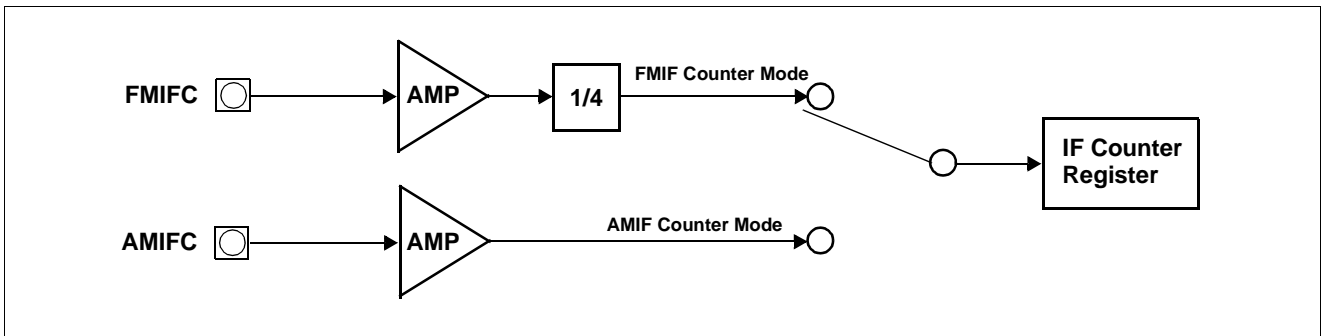 FMIFC
AMP
1/4
FMIF Counter Mode
IF Counter
Register
AMIFC
AMP
AMIF Counter Mode